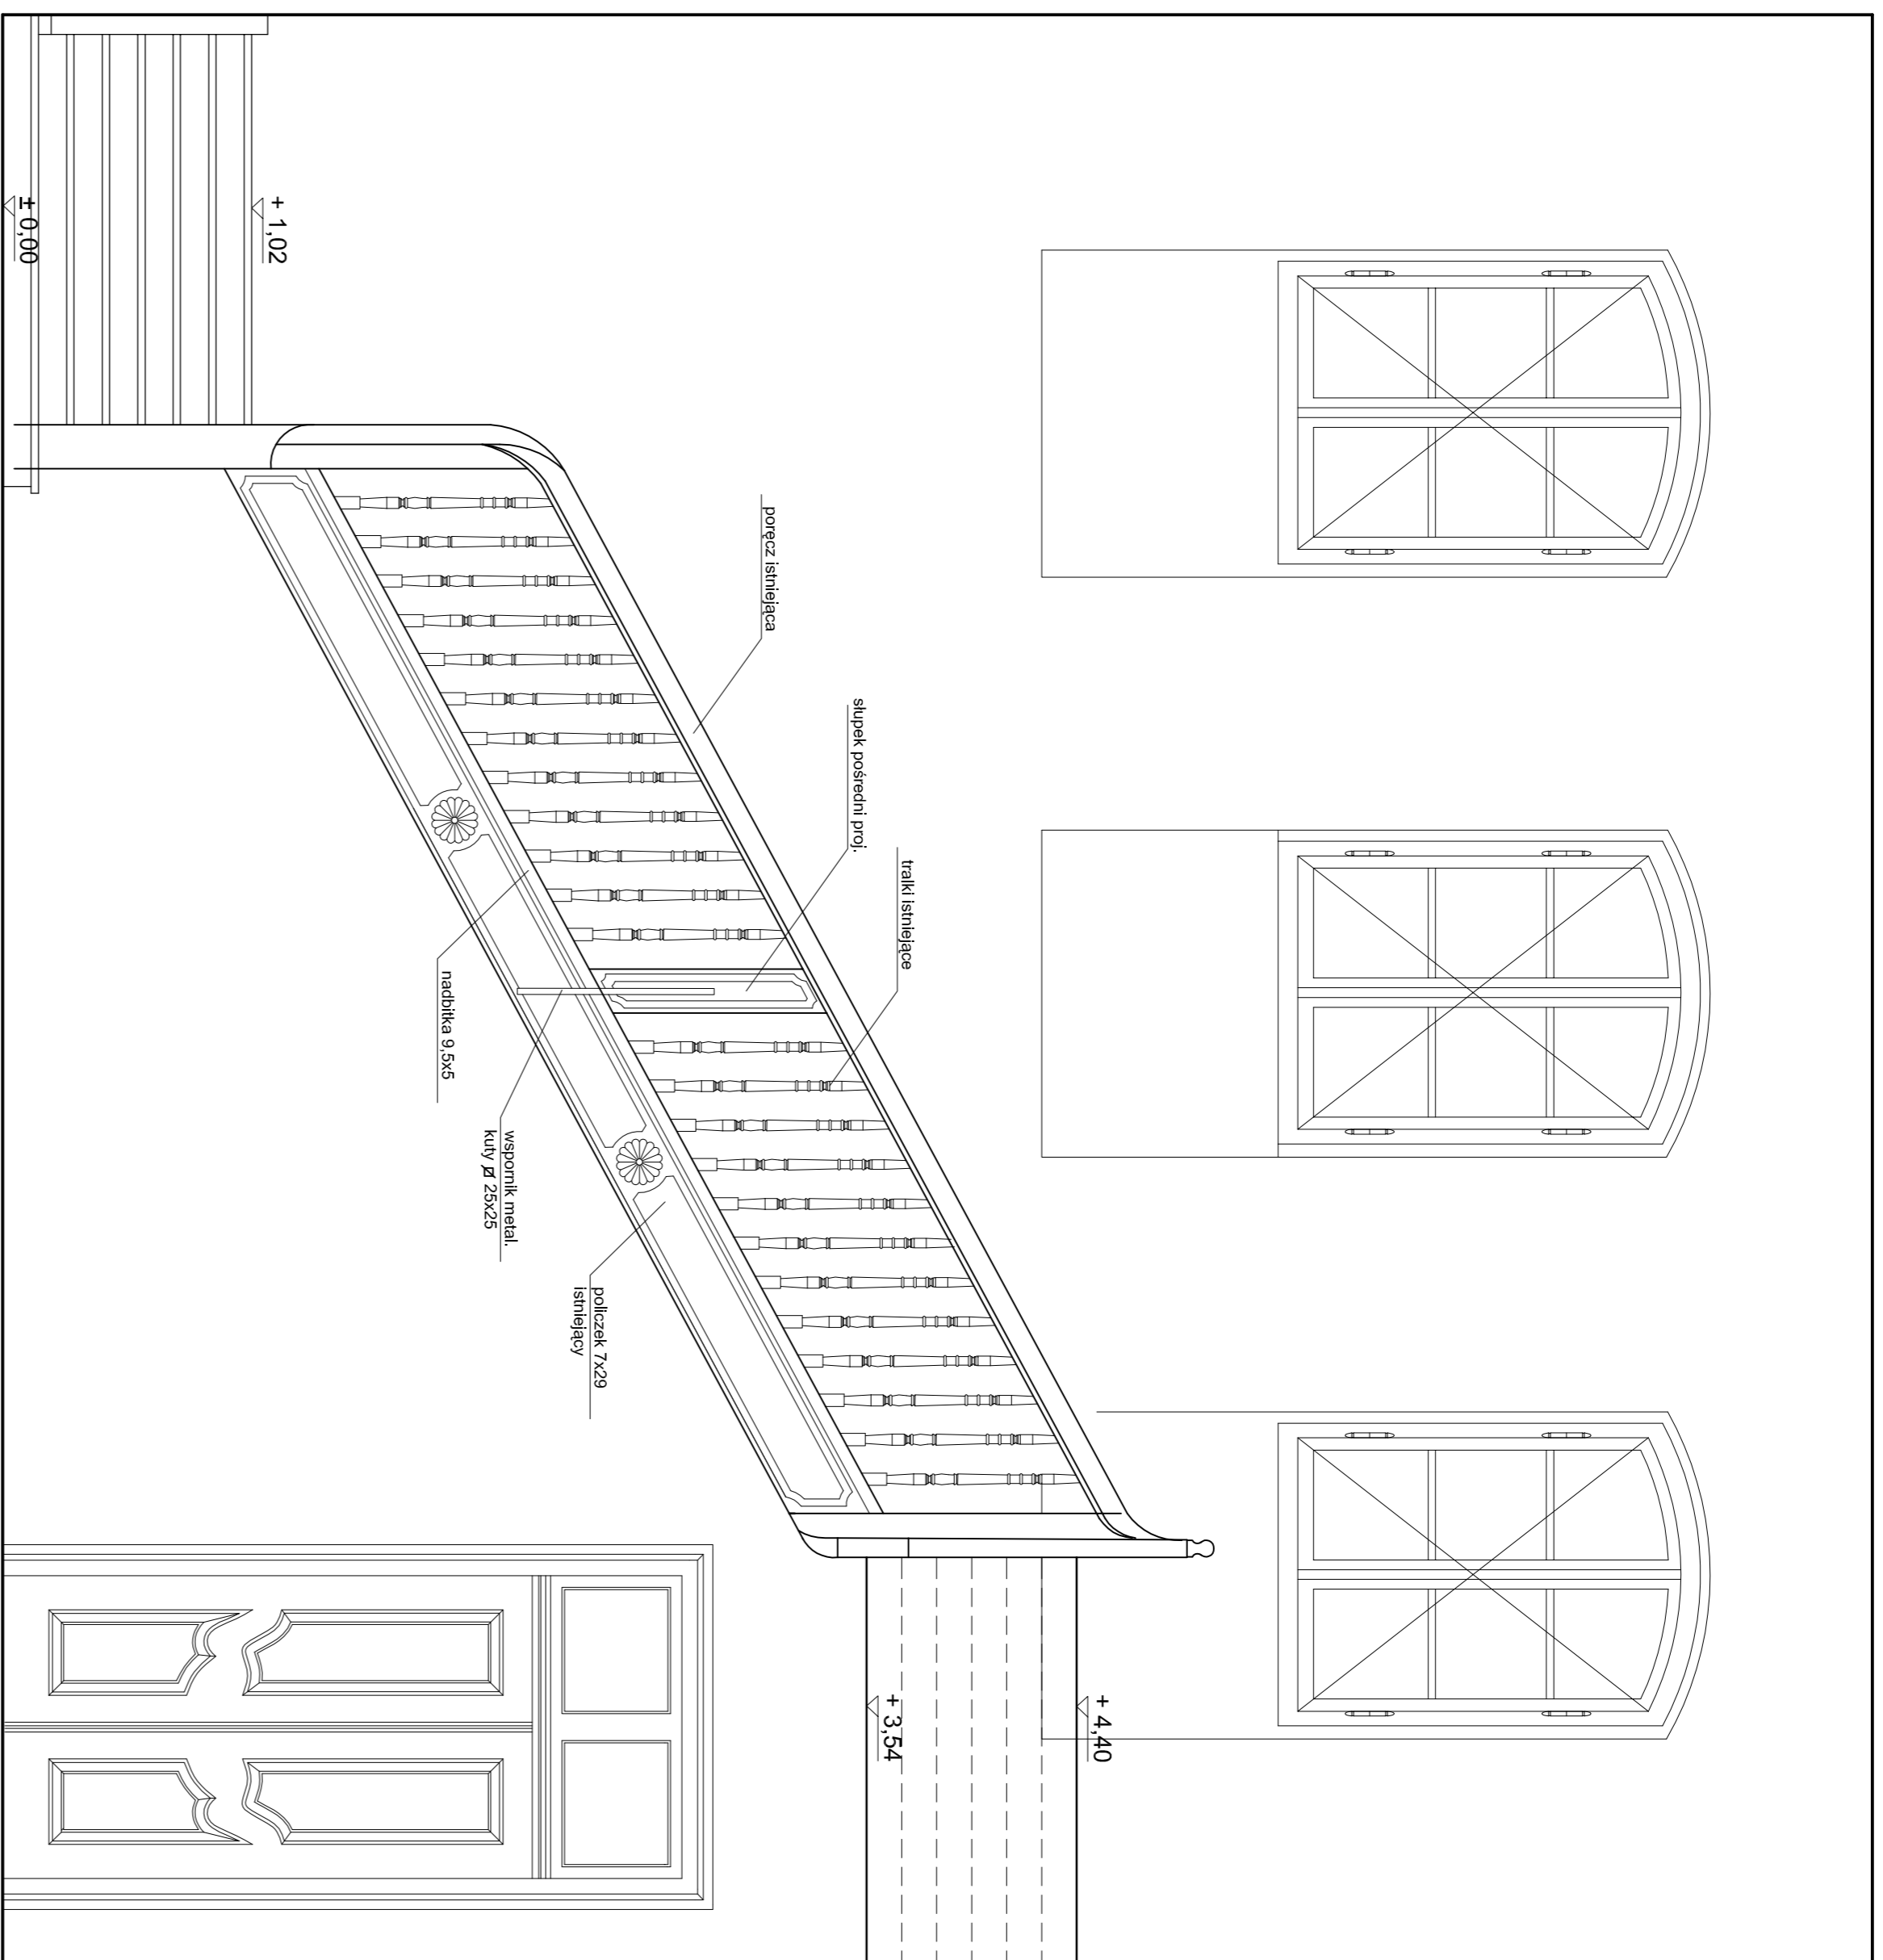 ± 0,00
+ 1,02
poręcz istniejąca
słupek pośredni proj.
tralki istniejące
nadbitka 9,5x5
wspornik metal.
kuty ⌀ 25x25
policzek 7x29
istniejący
+ 3,54
+ 4,40